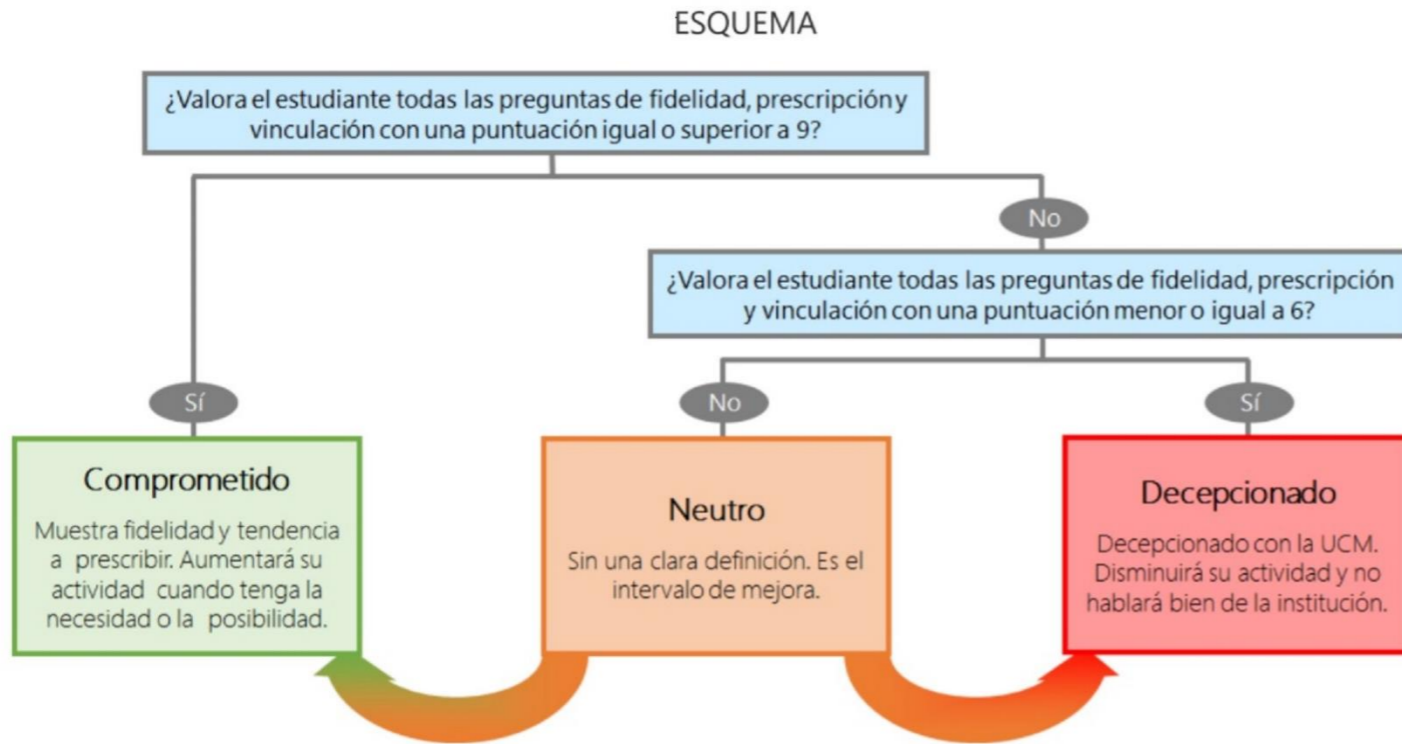 ESQUEMA
¿Valora el estudiante todas las preguntas de fidelidad, prescripción y
vinculación con una puntuación igual o superior a 9?
No
¿Valora el estudiante todas las preguntas de fidelidad, prescripción
y vinculación con una puntuación menor o igual a 6?
Sí
No
Sí
Comprometido
Muestra fidelidad y tendencia
a prescribir. Aumentará su
actividad cuando tenga la
necesidad o la posibilidad.
Neutro
Sin una clara definición. Es el
intervalo de mejora.
Decepcionado
Decepcionado con la UCM.
Disminuirá su actividad y no
hablará bien de la institución.